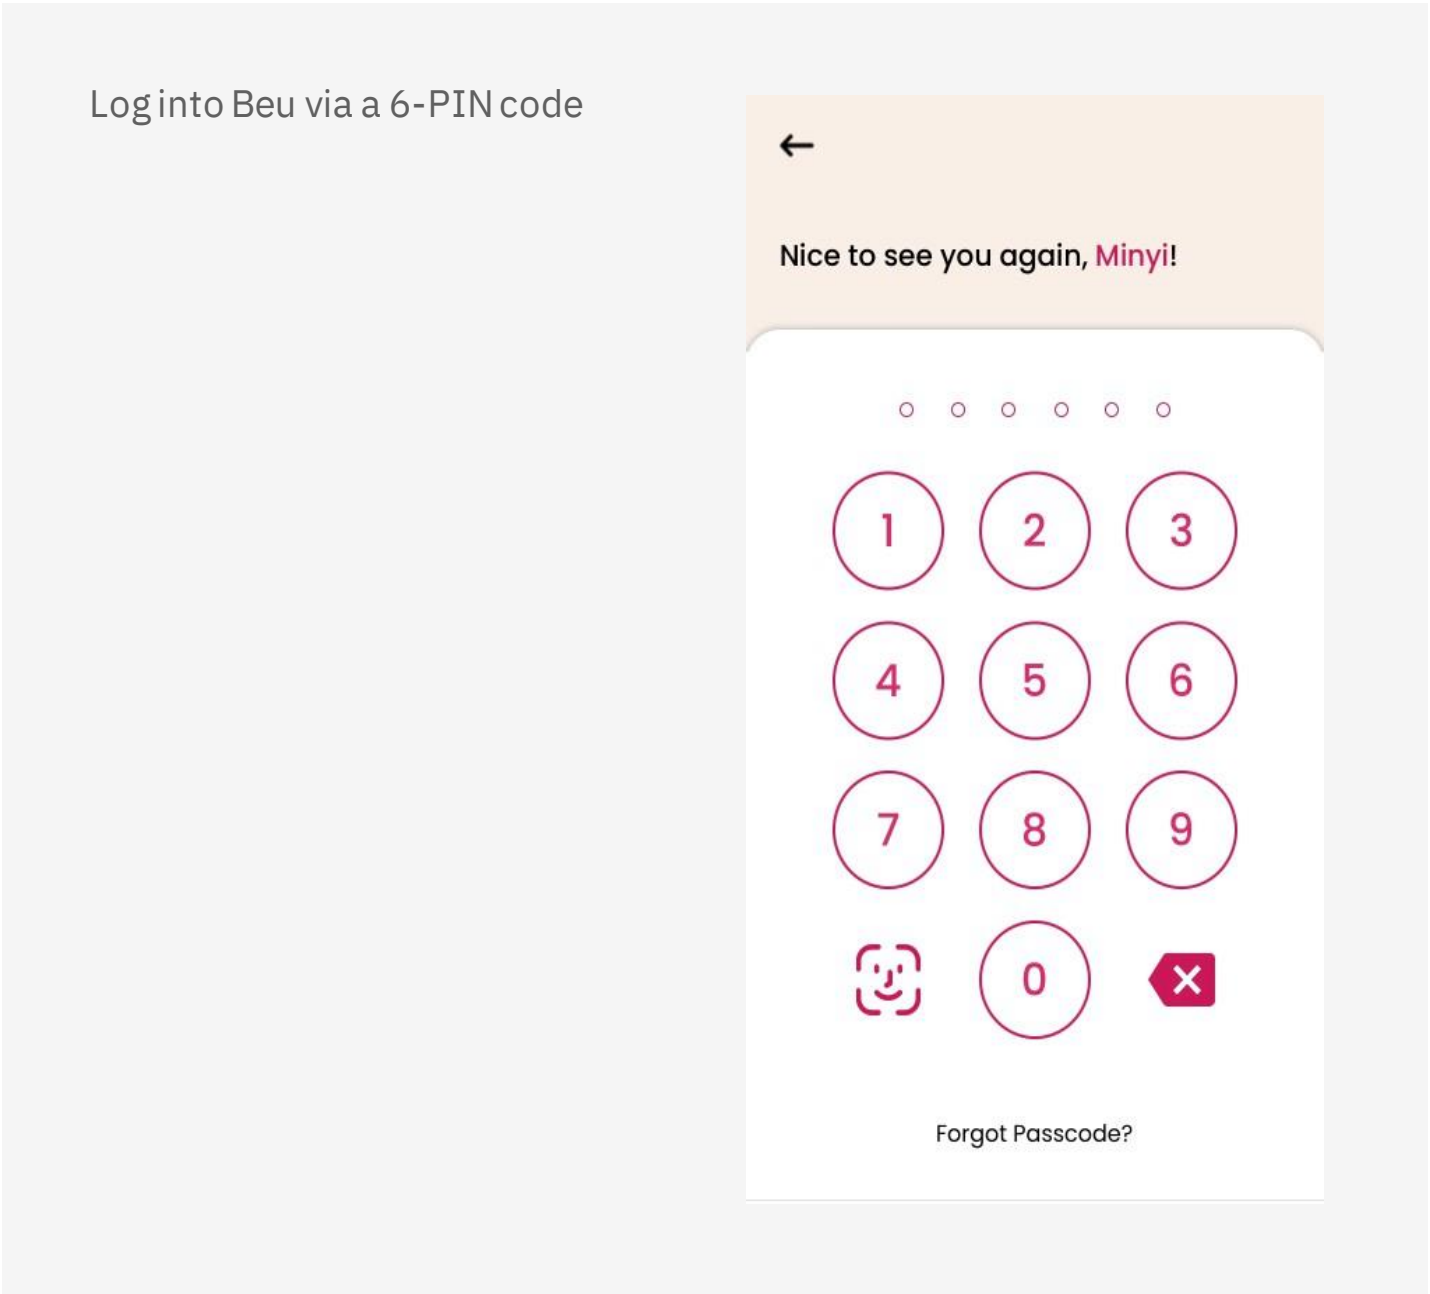 Log into Beu via a 6-PIN code
Nice to see you again, Minyi!
1 2 3
4 5 6
7 8 9
0
Forgot Passcode?